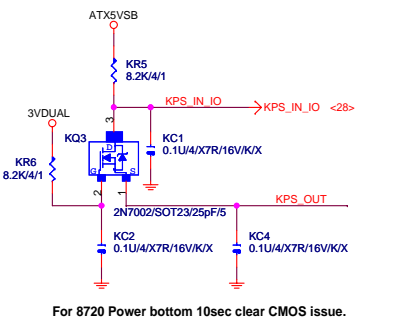 ATX5VSB
KR5
8.2K/4/1
KPS_IN_IO
KPS_IN_IO <28>
3VDUAL
3
KQ3
D
G
S
KC1
0.1U/4/X7R/16V/K/X
KR6
8.2K/4/1
2
1
2N7002/SOT23/25pF/5
KPS_OUT
KC2
0.1U/4/X7R/16V/K/X
KC4
0.1U/4/X7R/16V/K/X
For 8720 Power bottom 10sec clear CMOS issue.